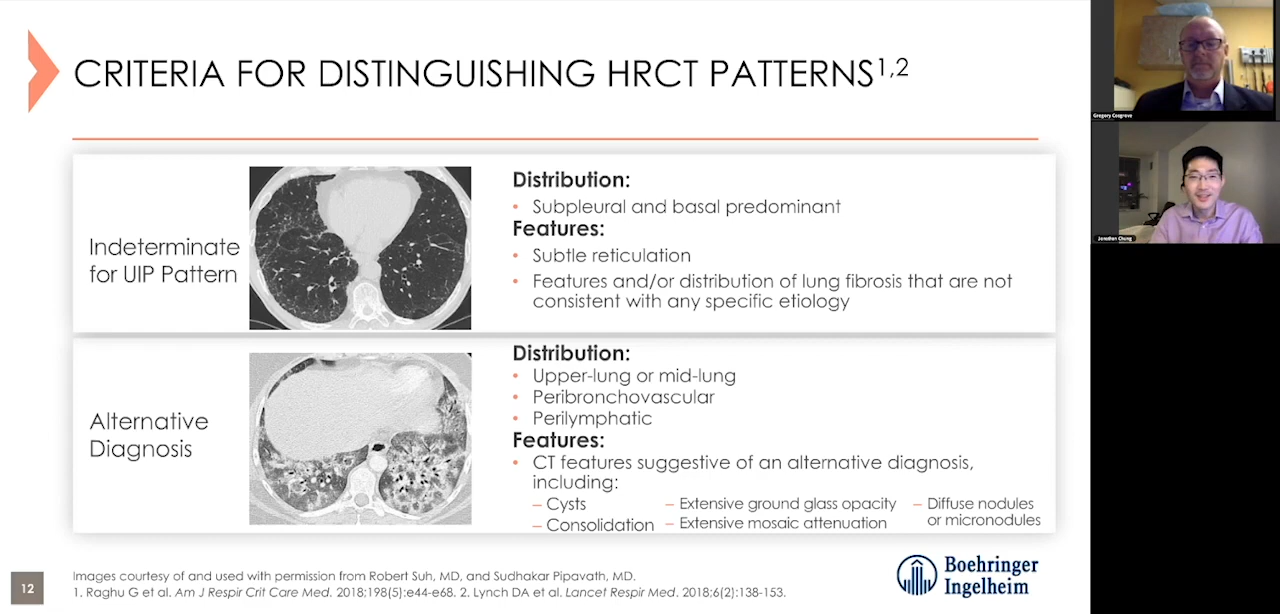 CRITERIA FOR DISTINGUISHING HRCT PATTERNS1,2
Indeterminate
for UIP Pattern
Distribution:
• Subpleural and basal predominant
Features:
• Subtle reticulation
• Features and/or distribution of lung fibrosis that are not
consistent with any specific etiology
Alternative
Diagnosis
Distribution:
• Upper-lung or mid-lung
• Peribronchovascular
• Perilymphatic
Features:
• CT features suggestive of an alternative diagnosis,
including:
– Cysts – Extensive ground glass opacity – Diffuse nodules
or micronodules
– Consolidation – Extensive mosaic attenuation
12
Images courtesy of and used with permission from Robert Suh, MD, and Sudhakar Pipavath, MD.
1. Raghu G et al. Am J Respir Crit Care Med. 2018;198(5):e44-e68. 2. Lynch DA et al. Lancet Respir Med. 2018;6(2):138-153.
Boehringer
Ingelheim
Gregory Cosgrove
Jonathan Chung